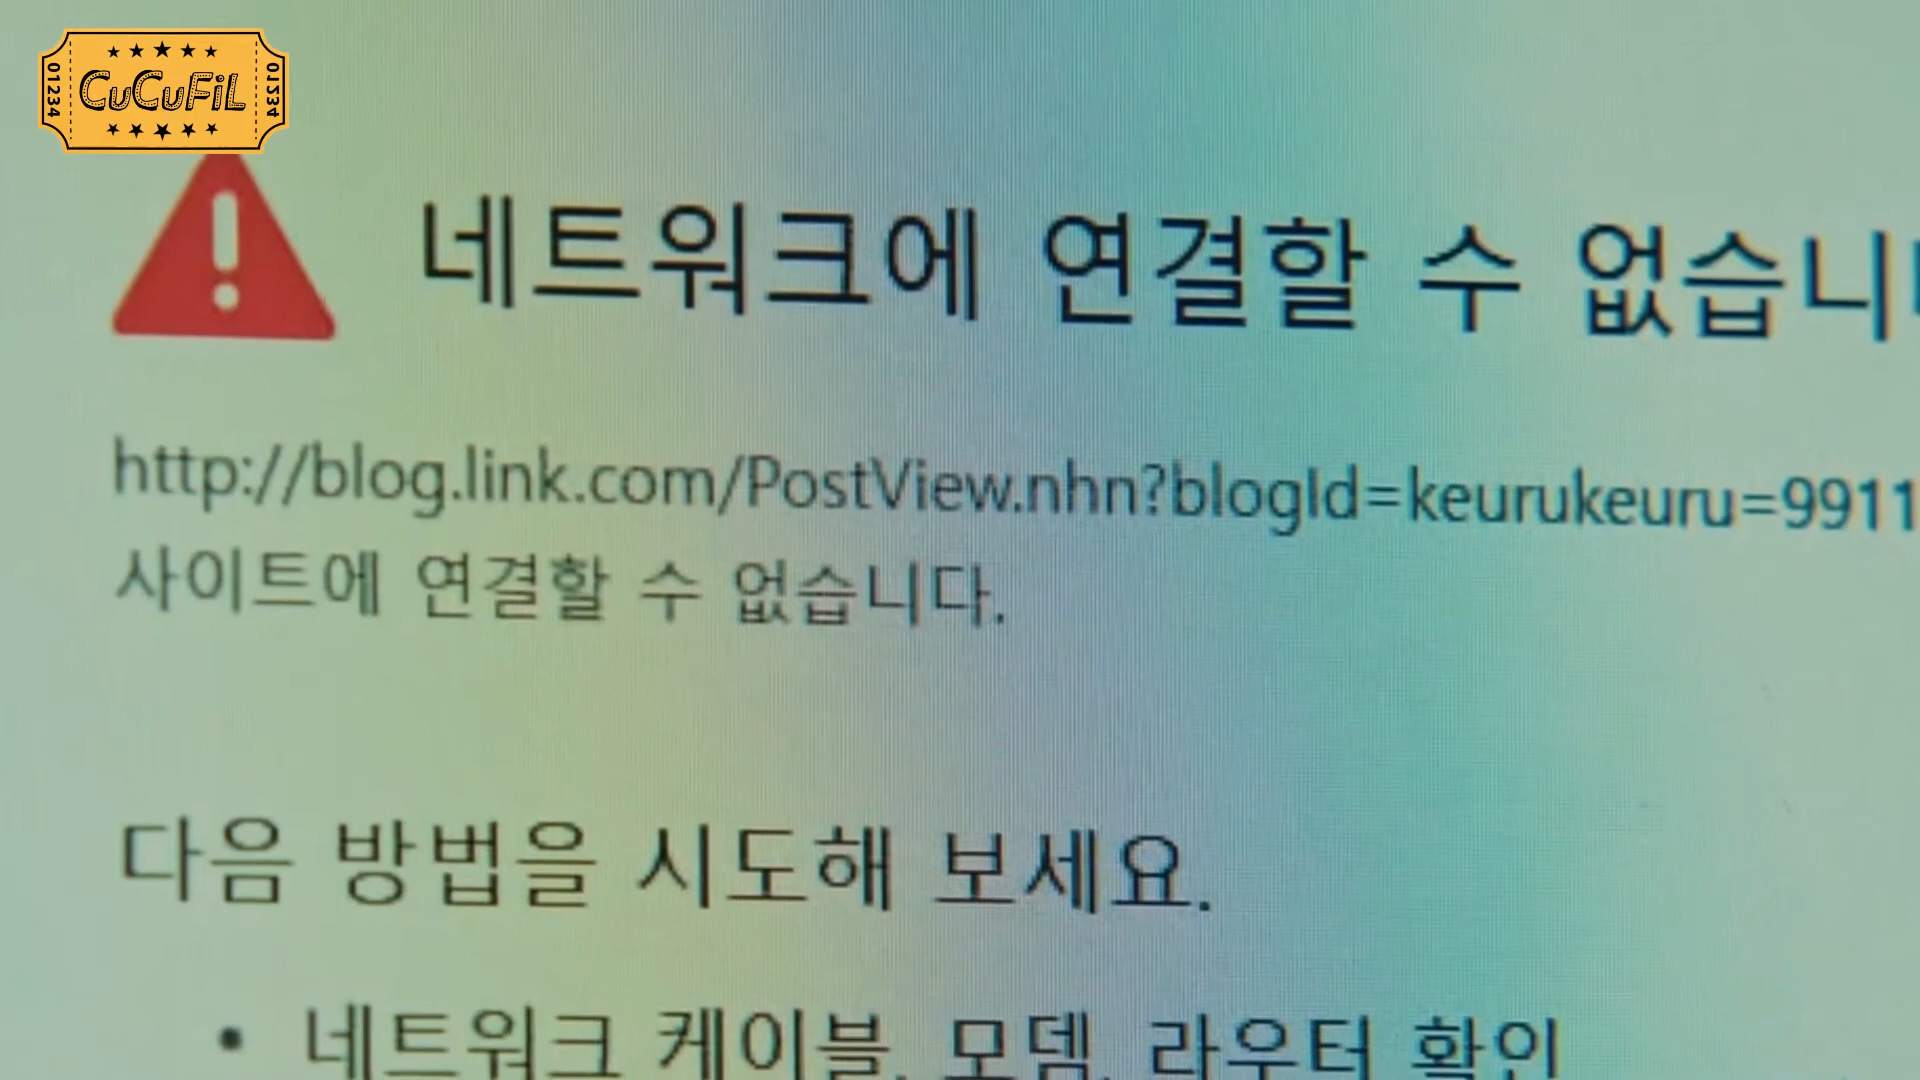 01234 CuCuFiL 01234
네트워크에 연결할 수 없습니
http://blog.link.com/PostView.nhn?blogId=keurukeuru=9911
사이트에 연결할 수 없습니다.
다음 방법을 시도해 보세요.
• 네트워크 케이블, 모뎀, 라우터 확인